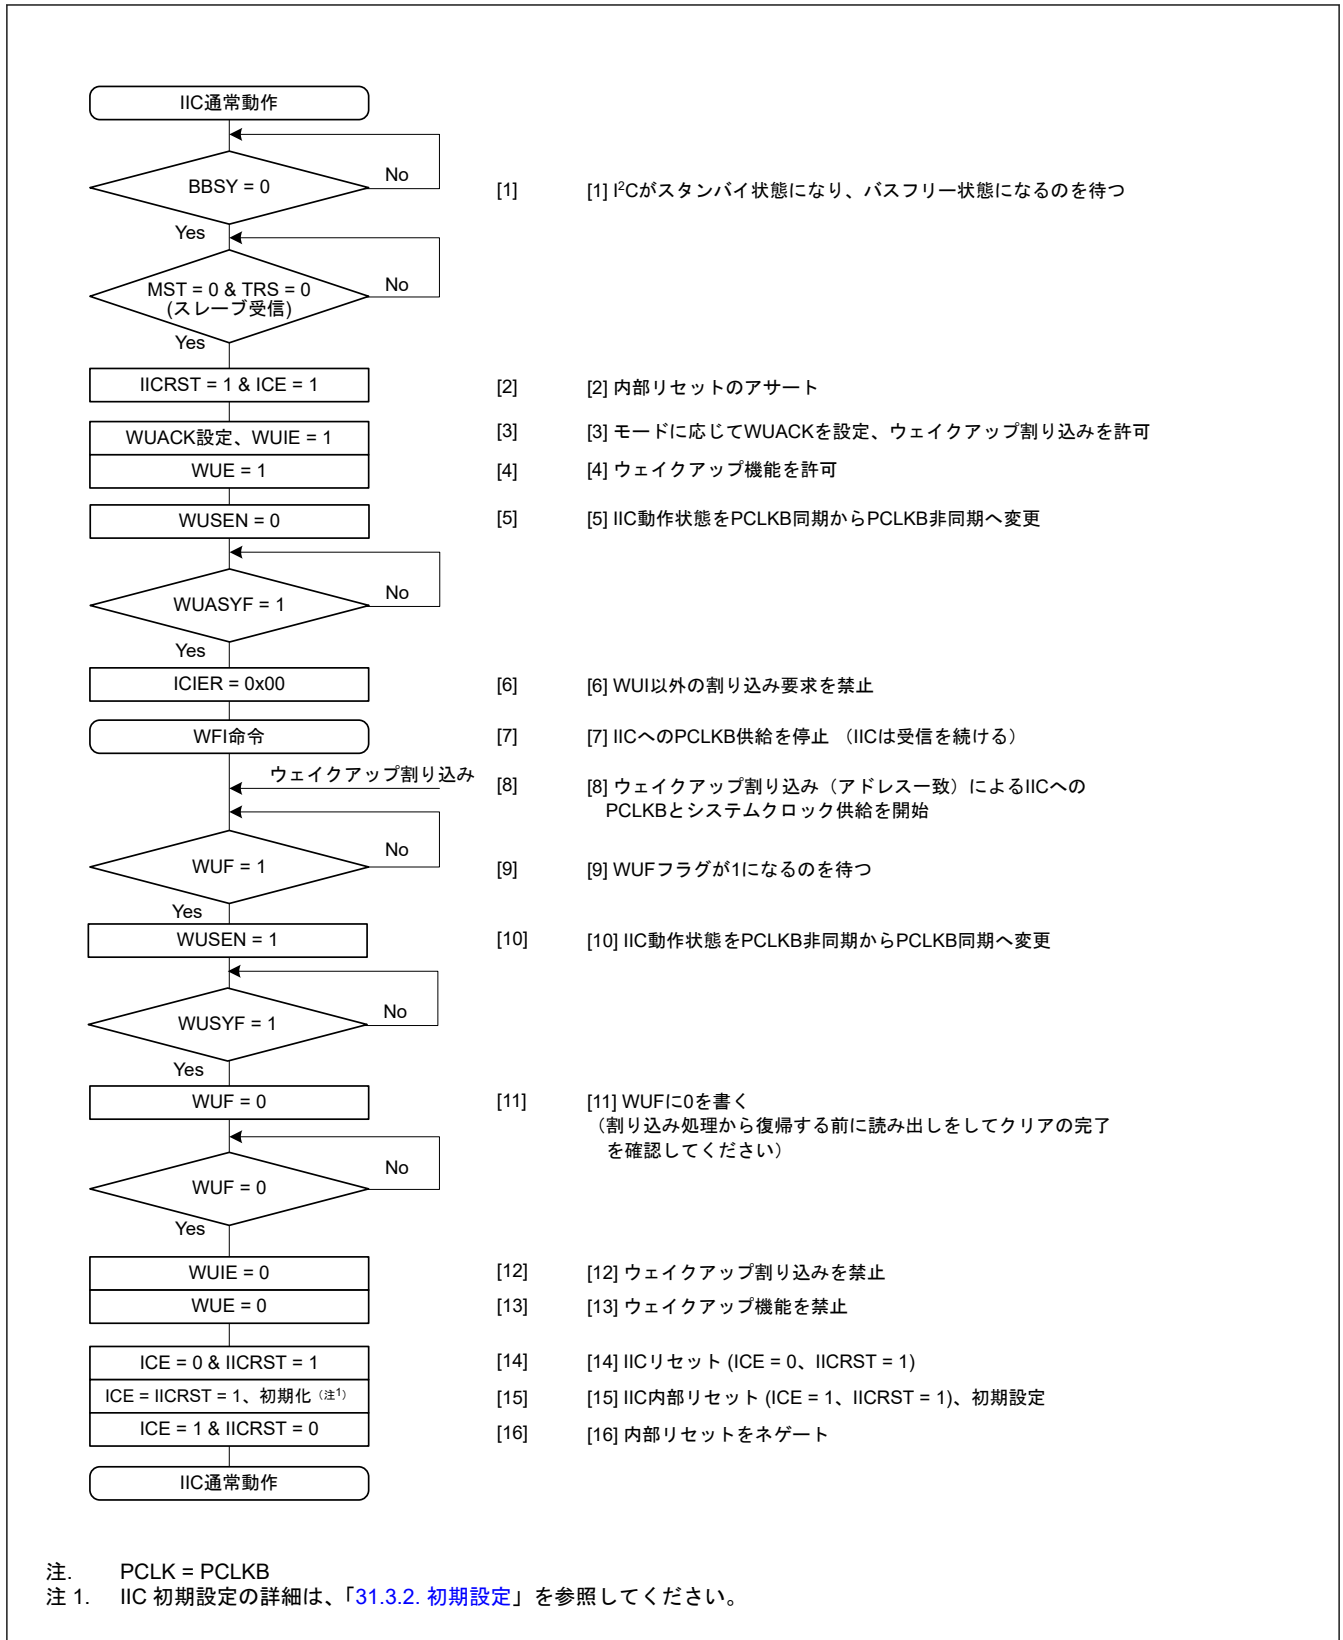 IIC通常動作
BBSY = 0
No
[1]
[1] I²Cがスタンバイ状態になり、バスフリー状態になるのを待つ
Yes
MST = 0 & TRS = 0
(スレーブ受信)
No
Yes
IICRST = 1 & ICE = 1
[2]
[2] 内部リセットのアサート
WUACK設定、WUIE = 1
[3]
[3] モードに応じてWUACKを設定、ウェイクアップ割り込みを許可
WUE = 1
[4]
[4] ウェイクアップ機能を許可
WUSEN = 0
[5]
[5] IIC動作状態をPCLKB同期からPCLKB非同期へ変更
WUASYF = 1
No
Yes
ICIER = 0x00
[6]
[6] WUI以外の割り込み要求を禁止
WFI命令
[7]
[7] IICへのPCLKB供給を停止 （IICは受信を続ける）
ウェイクアップ割り込み
[8]
[8] ウェイクアップ割り込み（アドレス一致）によるIICへの
PCLKBとシステムクロック供給を開始
WUF = 1
No
[9]
[9] WUFフラグが1になるのを待つ
Yes
WUSEN = 1
[10]
[10] IIC動作状態をPCLKB非同期からPCLKB同期へ変更
WUSYF = 1
No
Yes
WUF = 0
[11]
[11] WUFに0を書く
（割り込み処理から復帰する前に読み出しをしてクリアの完了
を確認してください）
WUF = 0
No
Yes
WUIE = 0
[12]
[12] ウェイクアップ割り込みを禁止
WUE = 0
[13]
[13] ウェイクアップ機能を禁止
ICE = 0 & IICRST = 1
[14]
[14] IICリセット (ICE = 0、IICRST = 1)
ICE = IICRST = 1、初期化（注1）
[15]
[15] IIC内部リセット (ICE = 1、IICRST = 1)、初期設定
ICE = 1 & IICRST = 0
[16]
[16] 内部リセットをネゲート
IIC通常動作
注. PCLK = PCLKB
注 1. IIC 初期設定の詳細は、「31.3.2. 初期設定」を参照してください。